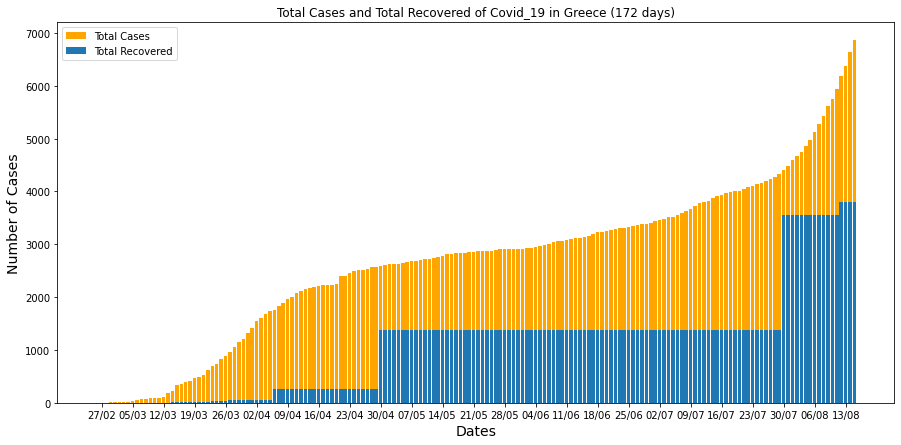 Total Cases and Total Recovered of Covid_19 in Greece (172 days)
Total Cases
Total Recovered
7000
6000
5000
4000
3000
2000
1000
0
Number of Cases
27/02 05/03 12/03 19/03 26/03 02/04 09/04 16/04 23/04 30/04 07/05 14/05 21/05 28/05 04/06 11/06 18/06 25/06 02/07 09/07 16/07 23/07 30/07 06/08 13/08
Dates